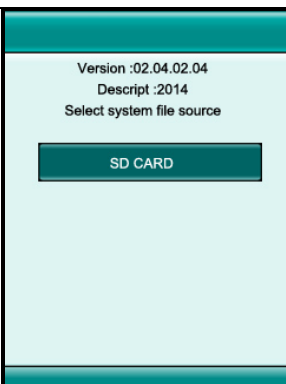 Version :02.04.02.04
Descript :2014
Select system file source
SD CARD